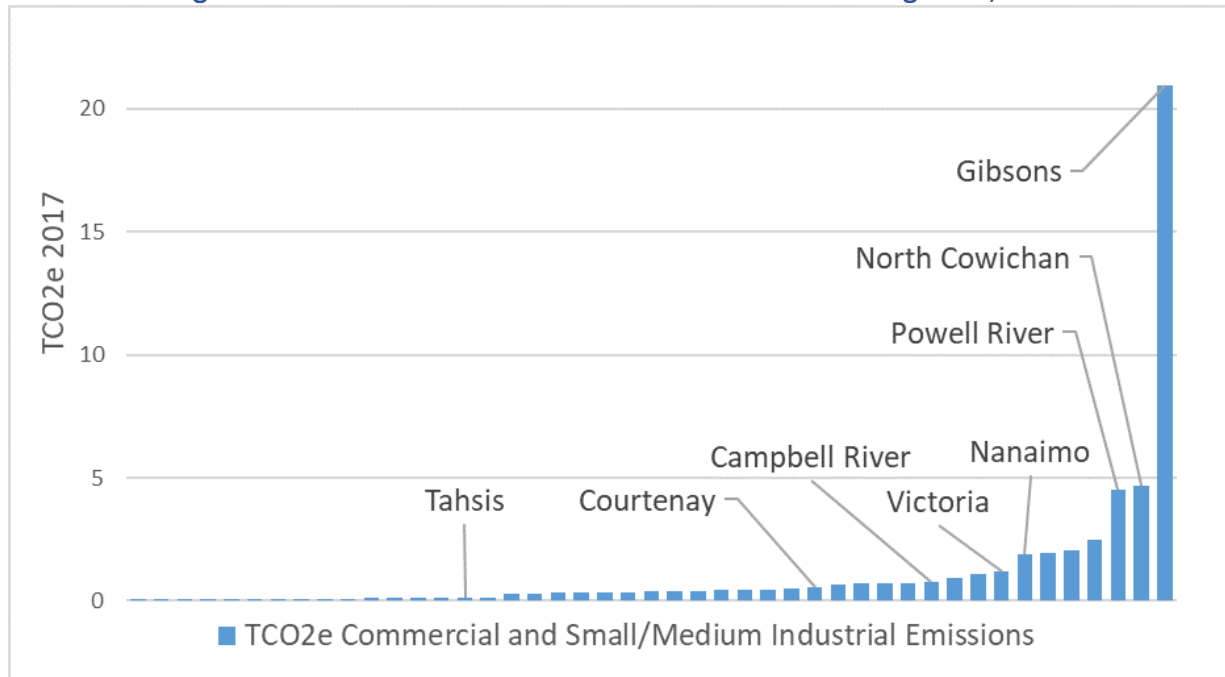 TCO2e 2017
20
15
10
5
0
Gibsons
North Cowichan
Powell River
Nanaimo
Campbell River
Victoria
Courtenay
Tahsis
TCO2e Commercial and Small/Medium Industrial Emissions